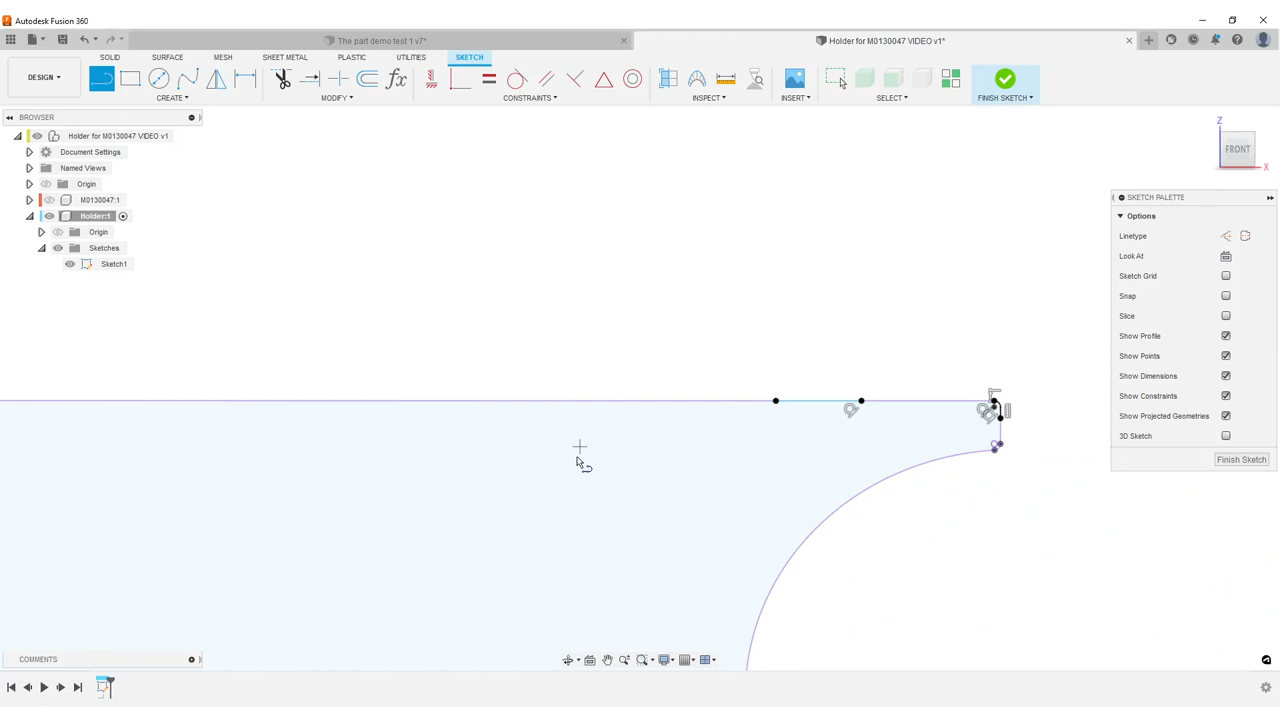 Autodesk Fusion 360
The part demo test 1 v7*
Holder for M0130047 VIDEO v1*
DESIGN
SOLID
SURFACE
MESH
SHEET METAL
PLASTIC
UTILITIES
SKETCH
fx
CREATE
MODIFY
CONSTRAINTS
INSPECT
INSERT
SELECT
FINISH SKETCH
BROWSER
Holder for M0130047 VIDEO v1
Document Settings
Named Views
Origin
M0130047:1
Holder:1
Origin
Sketches
Sketch1
Z
FRONT
X
SKETCH PALETTE
Options
Linetype
Look At
Sketch Grid
Snap
Slice
Show Profile
Show Points
Show Dimensions
Show Constraints
Show Projected Geometries
3D Sketch
Finish Sketch
COMMENTS